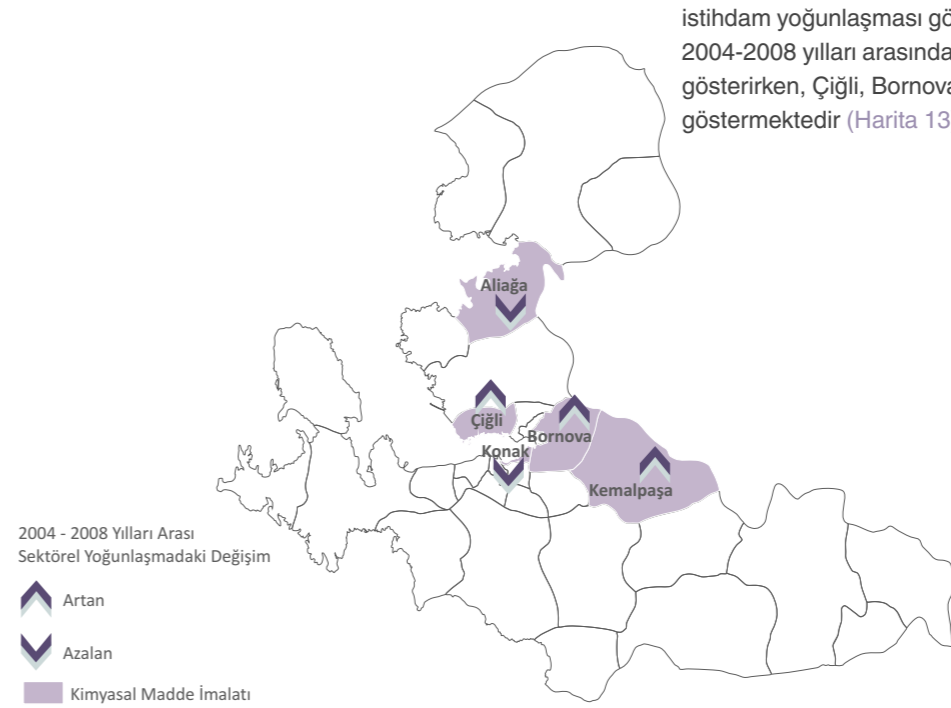 istihdam yoğunlaşması
2004-2008 yılları arasında
gösterirken, Çiğli, Bornova
göstermektedir (Harita 13
Aliağa
Çiğli
Bornova
Konak
Kemalpaşa
2004 - 2008 Yılları Arası
Sektörel Yoğunlaşmadaki Değişim
Artan
Azalan
Kimyasal Madde İmalatı